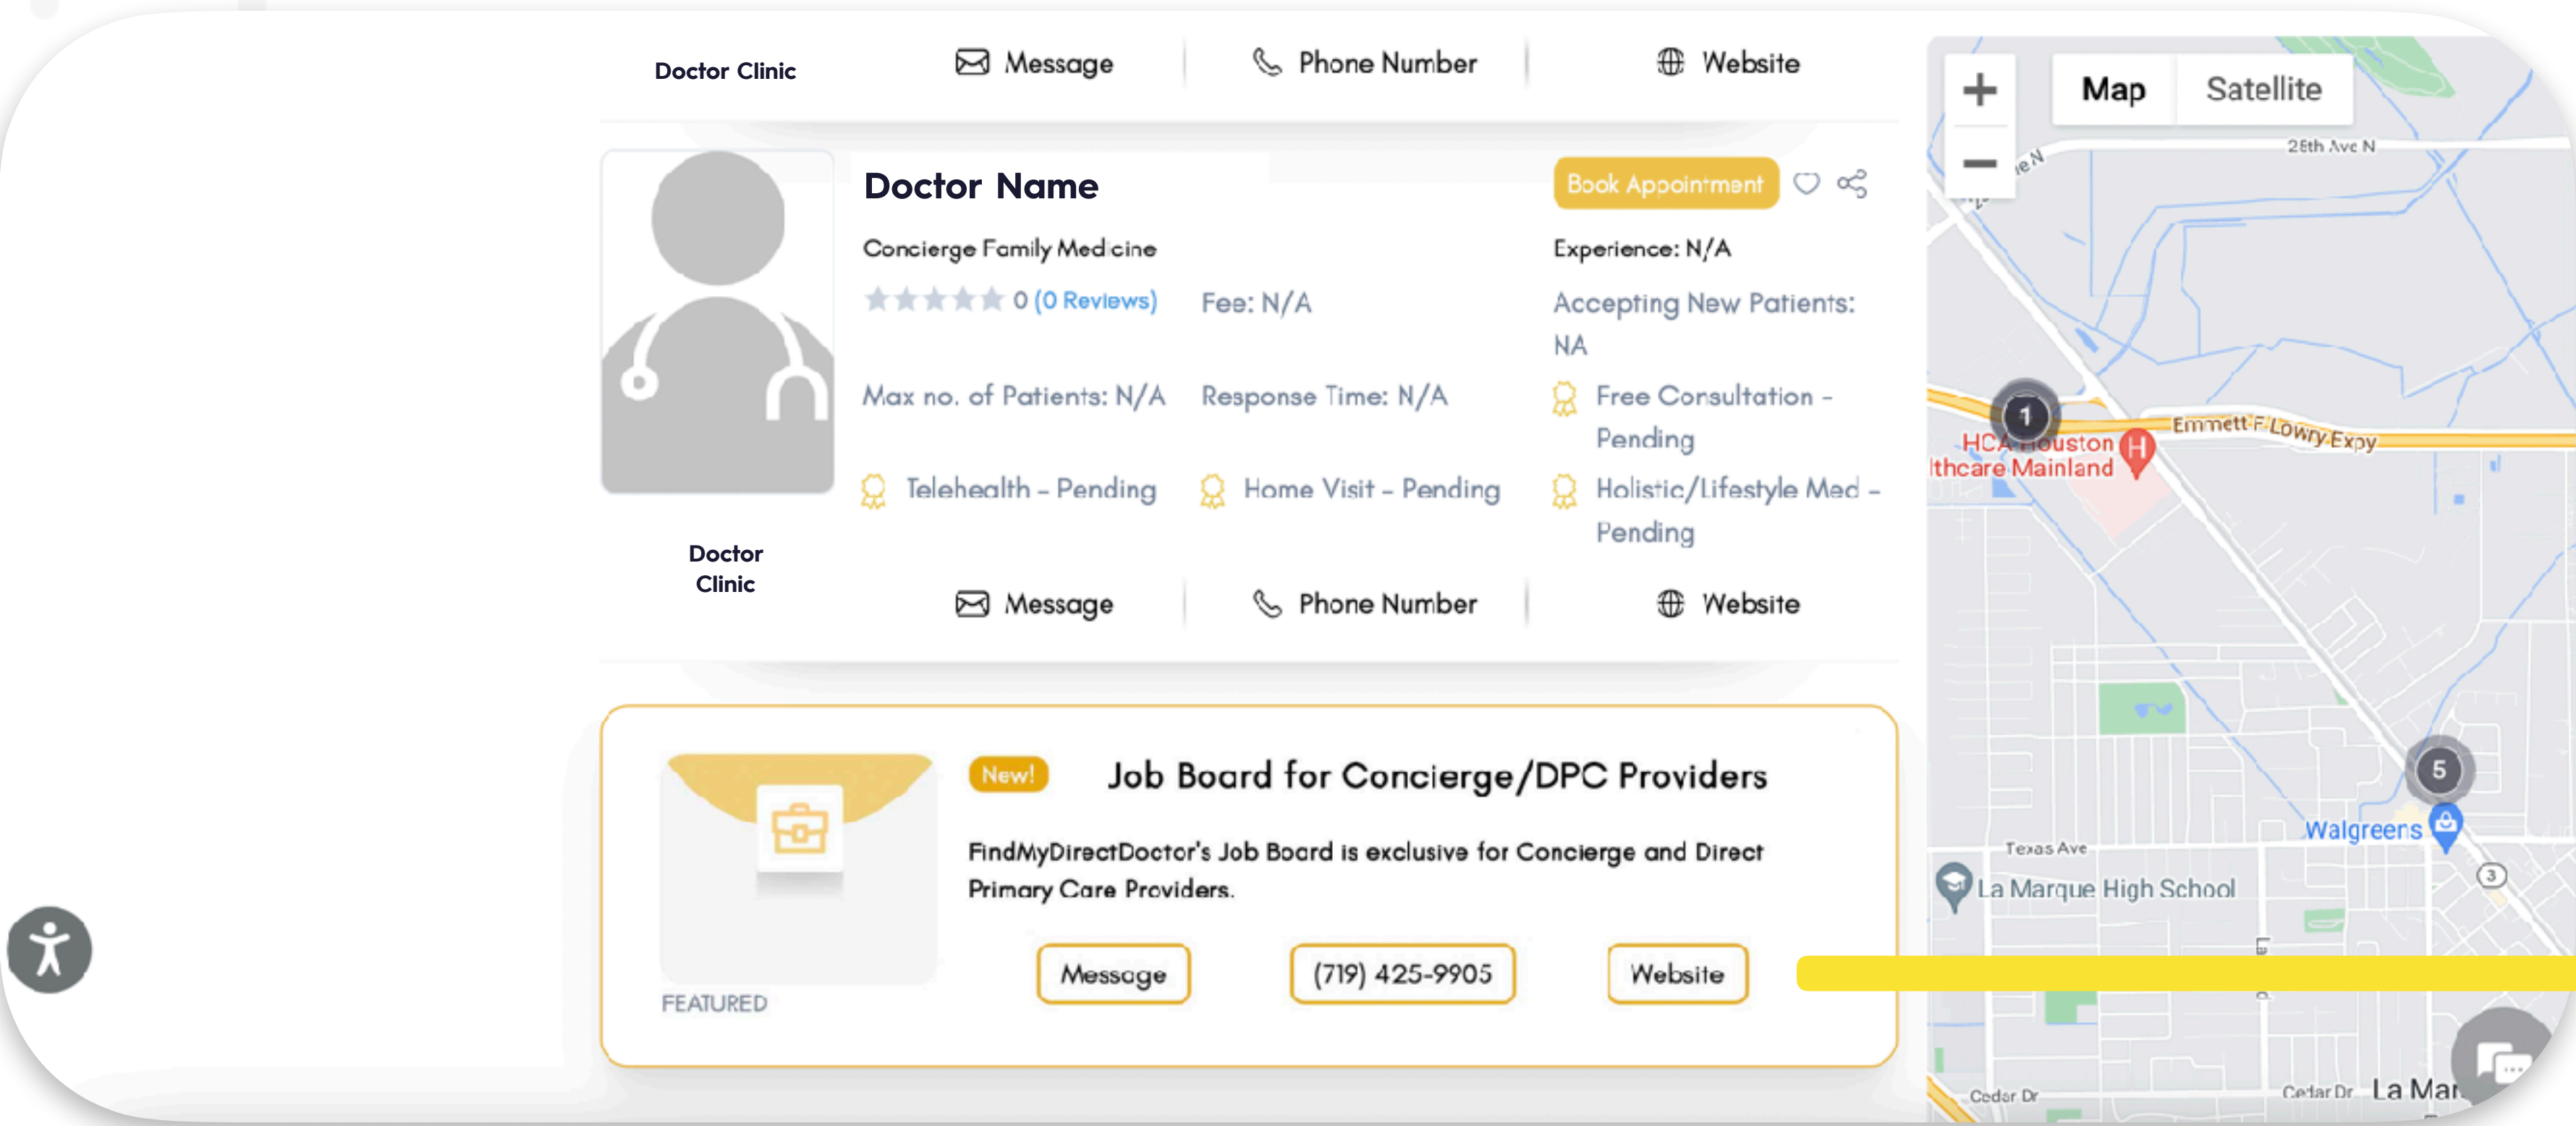 Doctor Clinic
Message
Phone Number
Website
Doctor Name
Book Appointment
Concierge Family Medicine
Experience: N/A
0 (0 Reviews)
Fee: N/A
Accepting New Patients:
NA
Max no. of Patients: N/A
Response Time: N/A
Free Consultation -
Pending
Telehealth - Pending
Home Visit - Pending
Holistic/Lifestyle Med -
Pending
Doctor
Clinic
Message
Phone Number
Website
New!
Job Board for Concierge/DPC Providers
FindMyDirectDoctor's Job Board is exclusive for Concierge and Direct
Primary Care Providers.
Message
(719) 425-9905
Website
FEATURED
+
Map
Satellite
−
28th Ave N
e N
1
HCA Houston
lthcare Mainland
H
Emmett F Lowry Expy
5
Walgreens
Texas Ave
3
La Marque High School
Cedar Dr
Cedar Dr
La Mar